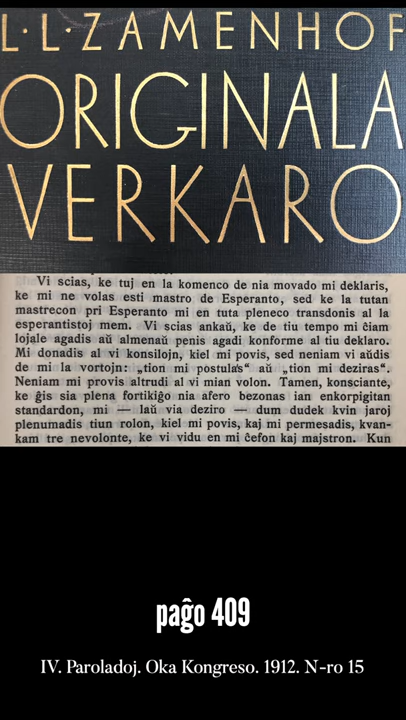 L·L·ZAMENHOF
ORIGINALA
VERKARO
Vi scias, ke tuj en la komenco de nia movado mi deklaris,
ke mi ne volas esti mastro de Esperanto, sed ke la tutan
mastrecon pri Esperanto mi en tuta pleneco transdonis al la
esperantistoj mem. Vi scias ankaŭ, ke de tiu tempo mi ĉiam
lojale agadis aŭ almenaŭ penis agadi konforme al tiu deklaro.
Mi donadis al vi konsilojn, kiel mi povis, sed neniam vi aŭdis
de mi la vortojn: „tion mi postulas“ aŭ „tion mi deziras“.
Neniam mi provis altrudi al vi mian volon. Tamen, konsciante,
ke ĝis sia plena fortikiĝo nia afero bezonas ian enkorpigitan
standardon, mi — laŭ via deziro — dum dudek kvin jaroj
plenumadis tiun rolon, kiel mi povis, kaj mi permesadis, kvan-
kam tre nevolonte, ke vi vidu en mi ĉefon kaj majstron. Kun
paĝo 409
IV. Paroladoj. Oka Kongreso. 1912. N-ro 15